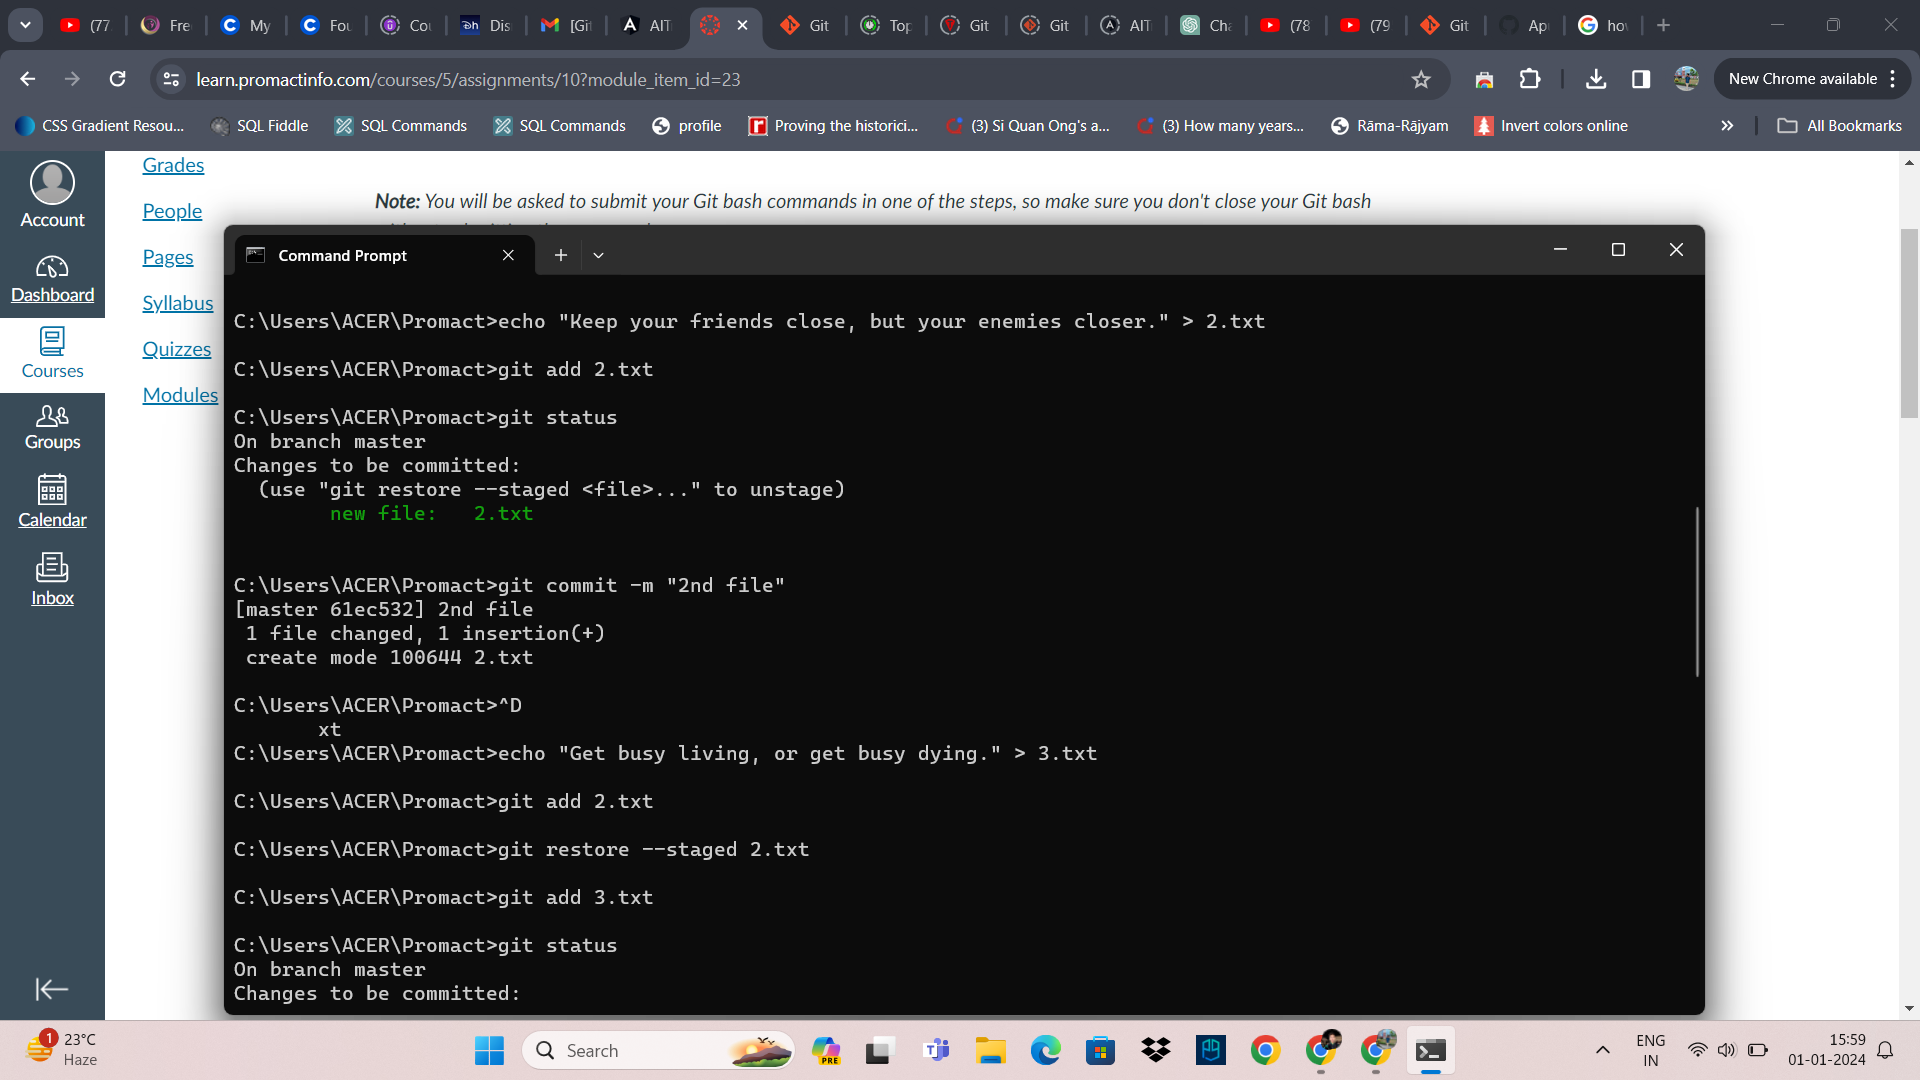 (77
Fre
My
Fou
Cou
Dis
[Git
AITr
Git
Top
Git
Git
AITr
Cha
(78
(79
Git
Ap
hov
learn.promactinfo.com/courses/5/assignments/10?module_item_id=23
New Chrome available
CSS Gradient Resou...
SQL Fiddle
SQL Commands
SQL Commands
profile
Proving the historici...
(3) Si Quan Ong's a...
(3) How many years...
Rāma-Rājyam
Invert colors online
All Bookmarks
Account
Dashboard
Courses
Groups
Calendar
Inbox
Grades
People
Pages
Syllabus
Quizzes
Modules
Note: You will be asked to submit your Git bash commands in one of the steps, so make sure you don't close your Git bash
Command Prompt
C:\Users\ACER\Promact>echo "Keep your friends close, but your enemies closer." > 2.txt
C:\Users\ACER\Promact>git add 2.txt
C:\Users\ACER\Promact>git status
On branch master
Changes to be committed:
(use "git restore --staged <file>..." to unstage)
new file:   2.txt
C:\Users\ACER\Promact>git commit -m "2nd file"
[master 61ec532] 2nd file
1 file changed, 1 insertion(+)
create mode 100644 2.txt
C:\Users\ACER\Promact>^D
xt
C:\Users\ACER\Promact>echo "Get busy living, or get busy dying." > 3.txt
C:\Users\ACER\Promact>git add 2.txt
C:\Users\ACER\Promact>git restore --staged 2.txt
C:\Users\ACER\Promact>git add 3.txt
C:\Users\ACER\Promact>git status
On branch master
Changes to be committed:
1
23°C
Haze
Search
PRE
ENG
IN
15:59
01-01-2024